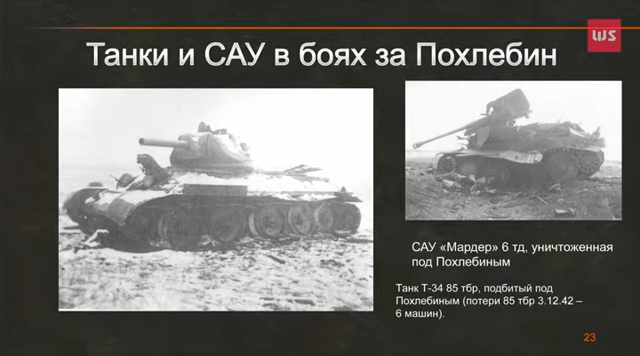 WS
Танки и САУ в боях за Похлебин
САУ «Мардер» 6 тд, уничтоженная
под Похлебиным
Танк Т-34 85 тбр, подбитый под
Похлебиным (потери 85 тбр 3.12.42 –
6 машин).
23